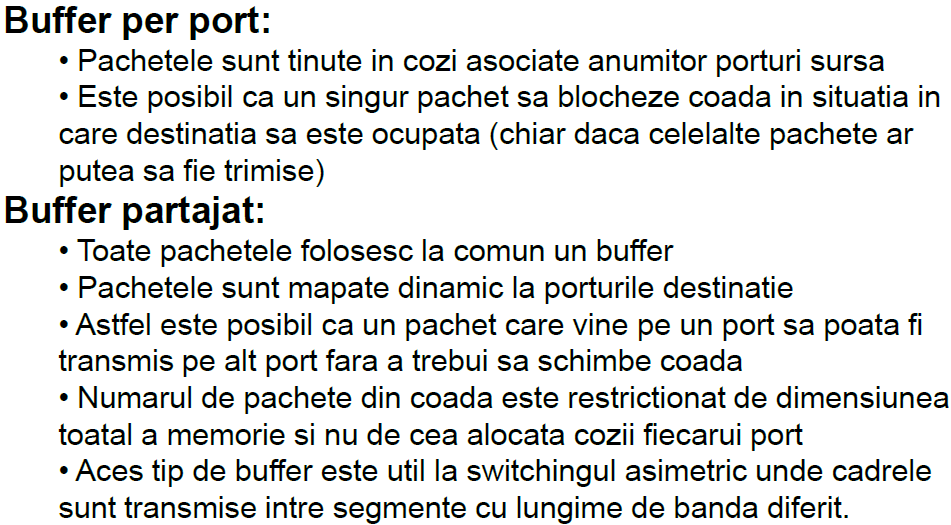 Buffer per port:
• Pachetele sunt tinute in cozi asociate anumitor porturi sursa
• Este posibil ca un singur pachet sa blocheze coada in situatia in
care destinatia sa este ocupata (chiar daca celelalte pachete ar
putea sa fie trimise)
Buffer partajat:
• Toate pachetele folosesc la comun un buffer
• Pachetele sunt mapate dinamic la porturile destinatie
• Astfel este posibil ca un pachet care vine pe un port sa poata fi
transmis pe alt port fara a trebui sa schimbe coada
• Numarul de pachete din coada este restrictionat de dimensiunea
toatal a memorie si nu de cea alocata cozii fiecarui port
• Aces tip de buffer este util la switchingul asimetric unde cadrele
sunt transmise intre segmente cu lungime de banda diferit.